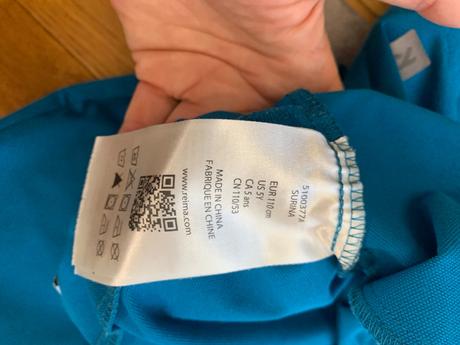 5100377A
SURINA
EUR 110 cm
US 5Y
CA 5 ans
CN 110/53
MADE IN CHINA
FABRIQUÉ EN CHINE
www.reima.com